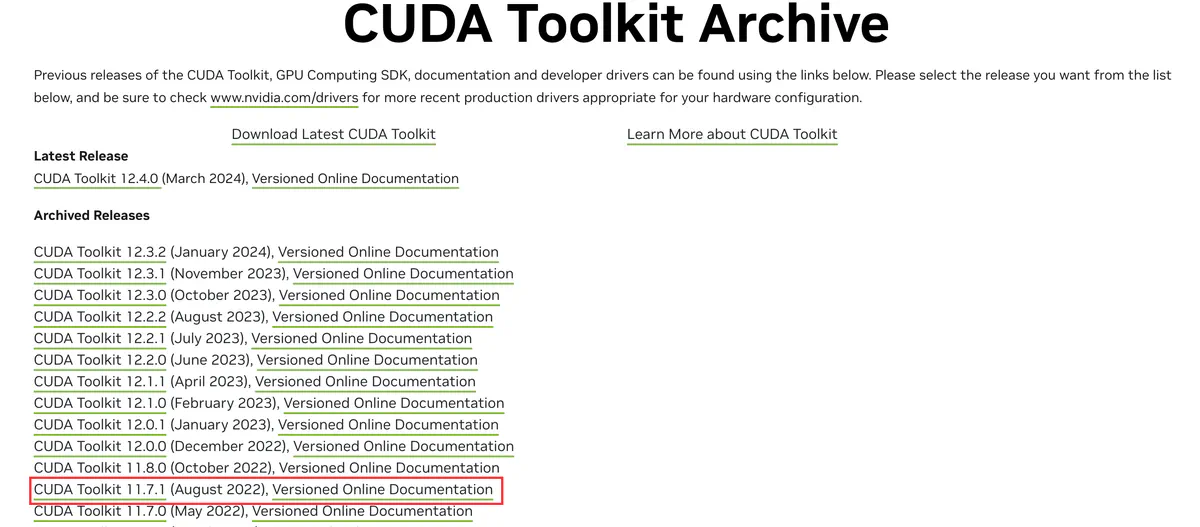 CUDA Toolkit Archive
Previous releases of the CUDA Toolkit, GPU Computing SDK, documentation and developer drivers can be found using the links below. Please select the release you want from the list
below, and be sure to check www.nvidia.com/drivers for more recent production drivers appropriate for your hardware configuration.
Download Latest CUDA Toolkit Learn More about CUDA Toolkit
Latest Release
CUDA Toolkit 12.4.0 (March 2024), Versioned Online Documentation
Archived Releases
CUDA Toolkit 12.3.2 (January 2024), Versioned Online Documentation
CUDA Toolkit 12.3.1 (November 2023), Versioned Online Documentation
CUDA Toolkit 12.3.0 (October 2023), Versioned Online Documentation
CUDA Toolkit 12.2.2 (August 2023), Versioned Online Documentation
CUDA Toolkit 12.2.1 (July 2023), Versioned Online Documentation
CUDA Toolkit 12.2.0 (June 2023), Versioned Online Documentation
CUDA Toolkit 12.1.1 (April 2023), Versioned Online Documentation
CUDA Toolkit 12.1.0 (February 2023), Versioned Online Documentation
CUDA Toolkit 12.0.1 (January 2023), Versioned Online Documentation
CUDA Toolkit 12.0.0 (December 2022), Versioned Online Documentation
CUDA Toolkit 11.8.0 (October 2022), Versioned Online Documentation
CUDA Toolkit 11.7.1 (August 2022), Versioned Online Documentation
CUDA Toolkit 11.7.0 (May 2022), Versioned Online Documentation